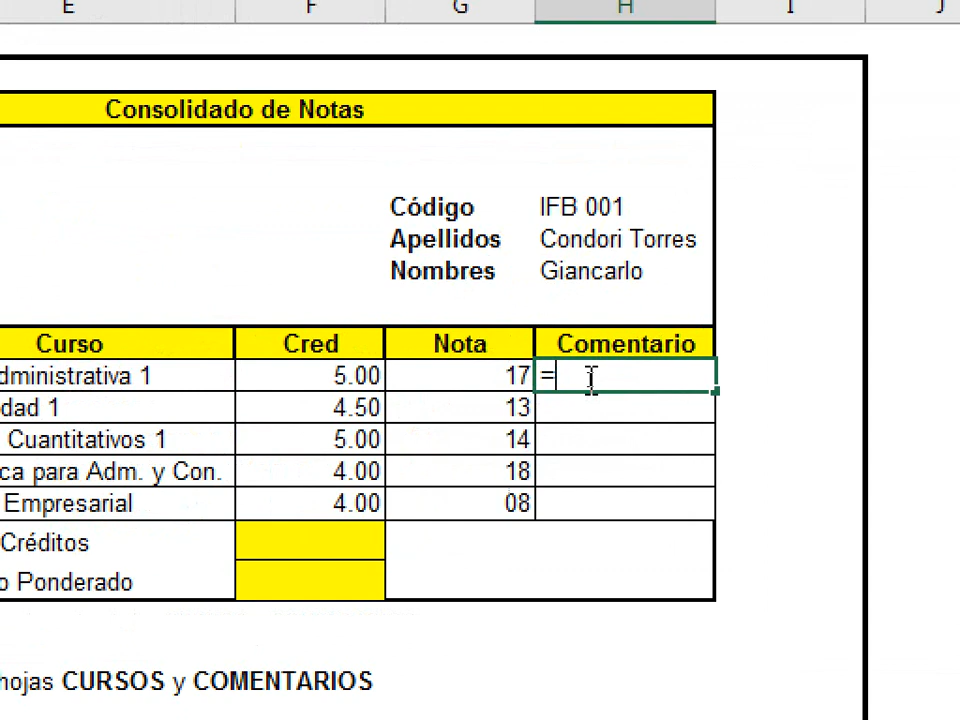 E F G H I J
Consolidado de Notas
Código IFB 001
Apellidos Condori Torres
Nombres Giancarlo
Curso Cred Nota Comentario
dministrativa 1 5.00 17 =
dad 1 4.50 13
Cuantitativos 1 5.00 14
ca para Adm. y Con. 4.00 18
Empresarial 4.00 08
Créditos
o Ponderado
hojas CURSOS y COMENTARIOS